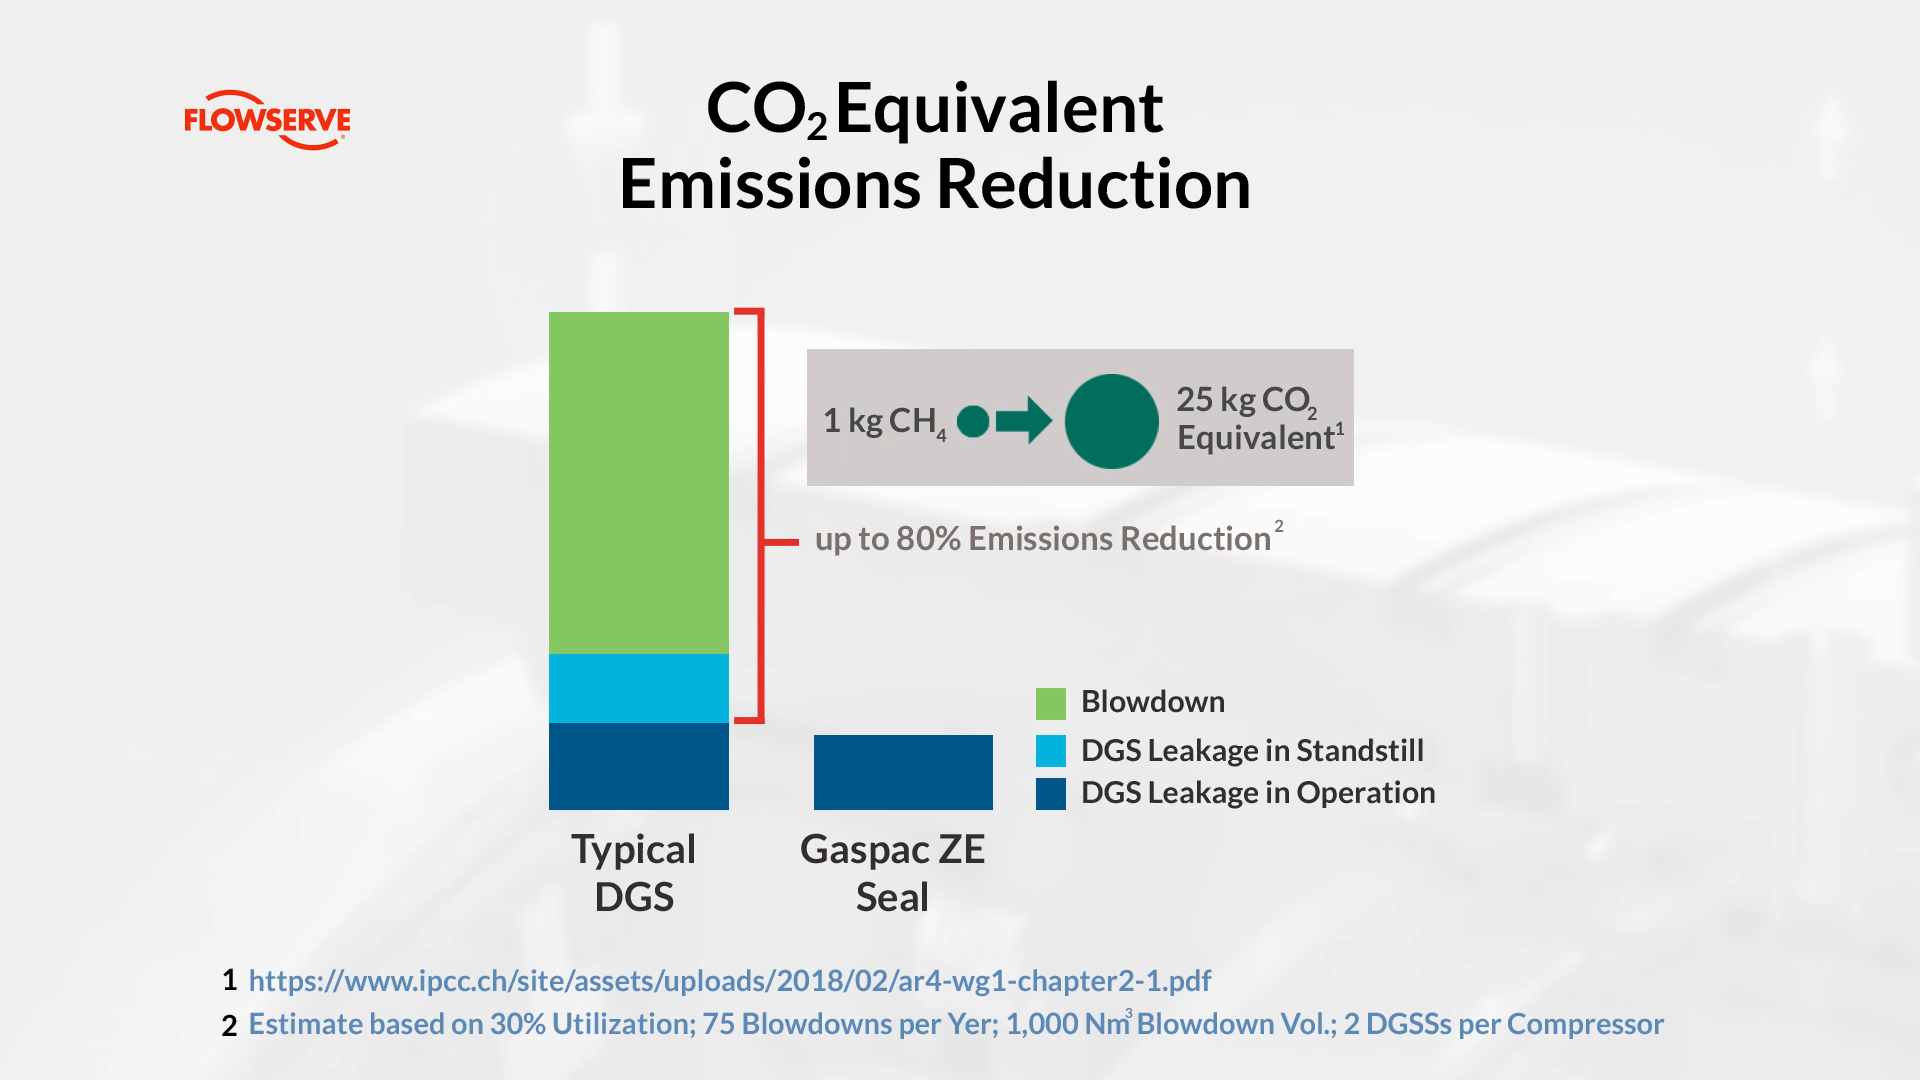 FLOWSERVE
CO₂ Equivalent
Emissions Reduction
1 kg CH₄
25 kg CO₂
Equivalent¹
up to 80% Emissions Reduction²
Blowdown
DGS Leakage in Standstill
DGS Leakage in Operation
Typical
DGS
Gaspac ZE
Seal
1 https://www.ipcc.ch/site/assets/uploads/2018/02/ar4-wg1-chapter2-1.pdf
2 Estimate based on 30% Utilization; 75 Blowdowns per Yer; 1,000 Nm³ Blowdown Vol.; 2 DGSSs per Compressor